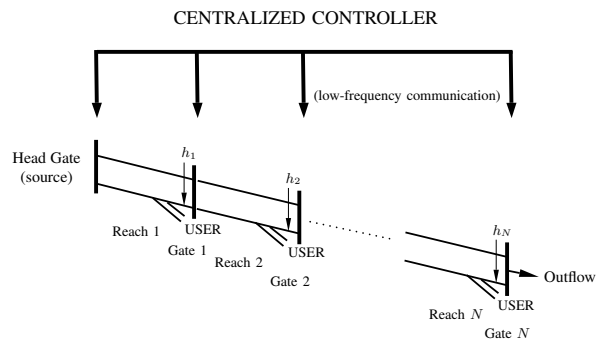 CENTRALIZED CONTROLLER
(low-frequency communication)
Head Gate
(source)
h1
h2
hN
Reach 1
USER
Gate 1
Reach 2
USER
Gate 2
Outflow
Reach N
USER
Gate N